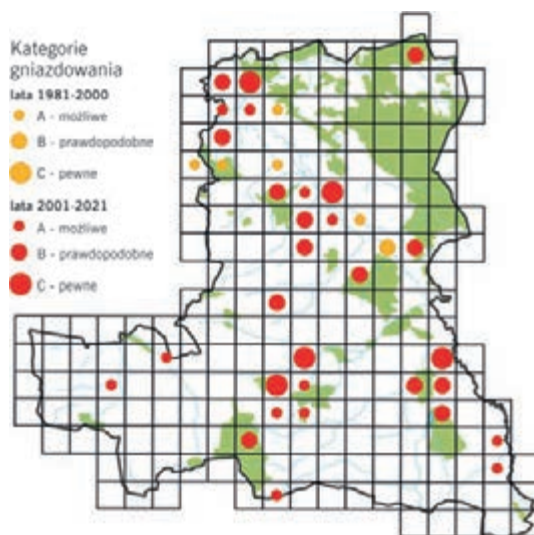 Kategorie
gniazdowania
lata 1981-2000
A - możliwe
B - prawdopodobne
C - pewne
lata 2001-2021
A - możliwe
B - prawdopodobne
C - pewne